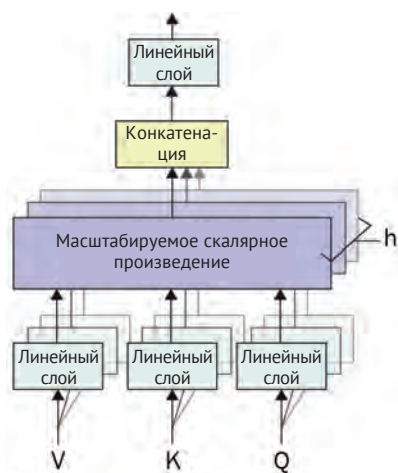 Линейный
слой
Конкатена-
ция
Масштабируемое скалярное
произведение
h
Линейный
слой
Линейный
слой
Линейный
слой
V
K
Q